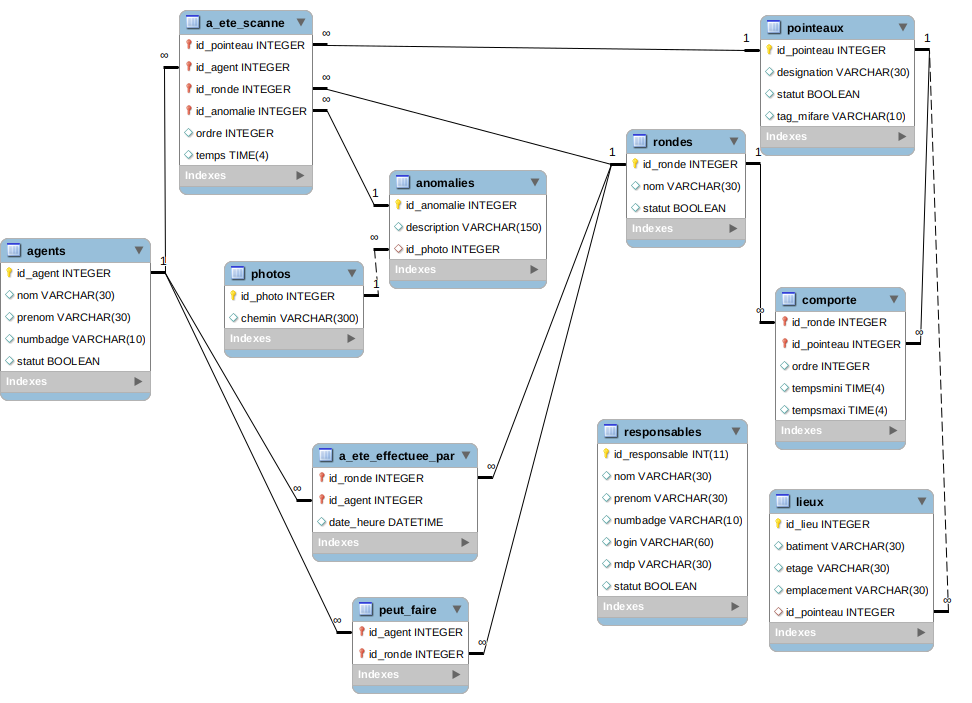 a_ete_scanne
id_pointeau INTEGER
id_agent INTEGER
id_ronde INTEGER
id_anomalie INTEGER
ordre INTEGER
temps TIME(4)
Indexes
pointeaux
id_pointeau INTEGER
designation VARCHAR(30)
statut BOOLEAN
tag_mifare VARCHAR(10)
Indexes
rondes
id_ronde INTEGER
nom VARCHAR(30)
statut BOOLEAN
Indexes
anomalies
id_anomalie INTEGER
description VARCHAR(150)
id_photo INTEGER
Indexes
agents
id_agent INTEGER
nom VARCHAR(30)
prenom VARCHAR(30)
numbadge VARCHAR(10)
statut BOOLEAN
Indexes
photos
id_photo INTEGER
chemin VARCHAR(300)
Indexes
comporte
id_ronde INTEGER
id_pointeau INTEGER
ordre INTEGER
tempsmini TIME(4)
tempsmaxi TIME(4)
Indexes
a_ete_effectuee_par
id_ronde INTEGER
id_agent INTEGER
date_heure DATETIME
Indexes
responsables
id_responsable INT(11)
nom VARCHAR(30)
prenom VARCHAR(30)
numbadge VARCHAR(10)
login VARCHAR(60)
mdp VARCHAR(30)
statut BOOLEAN
Indexes
lieux
id_lieu INTEGER
batiment VARCHAR(30)
etage VARCHAR(30)
emplacement VARCHAR(30)
id_pointeau INTEGER
Indexes
peut_faire
id_agent INTEGER
id_ronde INTEGER
Indexes
∞
1
∞
∞
∞
1
1
1
1
1
∞
1
∞
∞
∞
∞
∞
∞
∞
∞